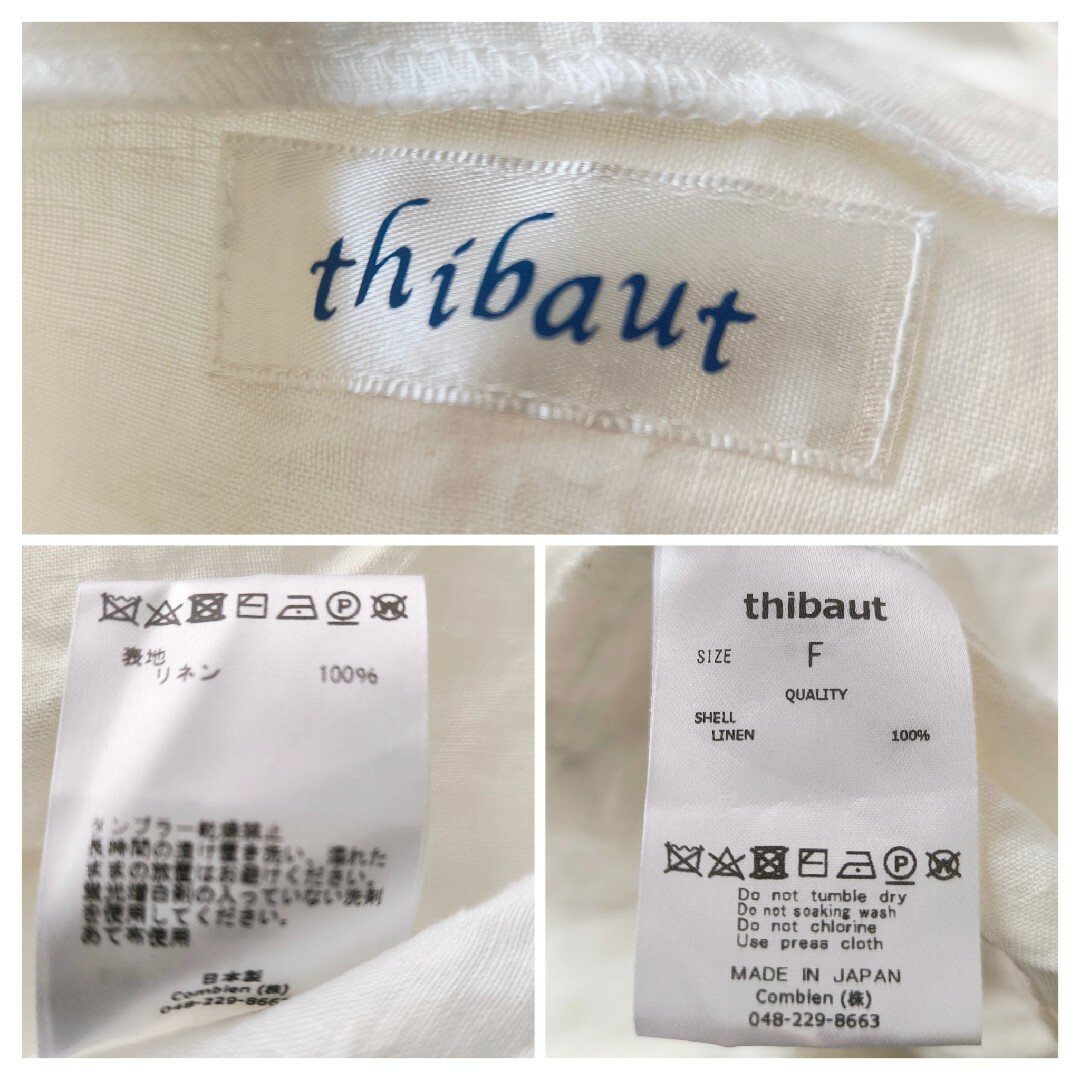 thibaut
表地
リネン 100%
タンブラー乾燥禁止
長時間の漬け置き洗い、濡れた
ままの放置はお避けください。
蛍光増白剤の入っていない洗剤
を使用してください。
あて布使用
日本製
Combien (株)
048-229-8663
thibaut
SIZE F
QUALITY
SHELL
LINEN 100%
Do not tumble dry
Do not soaking wash
Do not chlorine
Use press cloth
MADE IN JAPAN
Combien (株)
048-229-8663